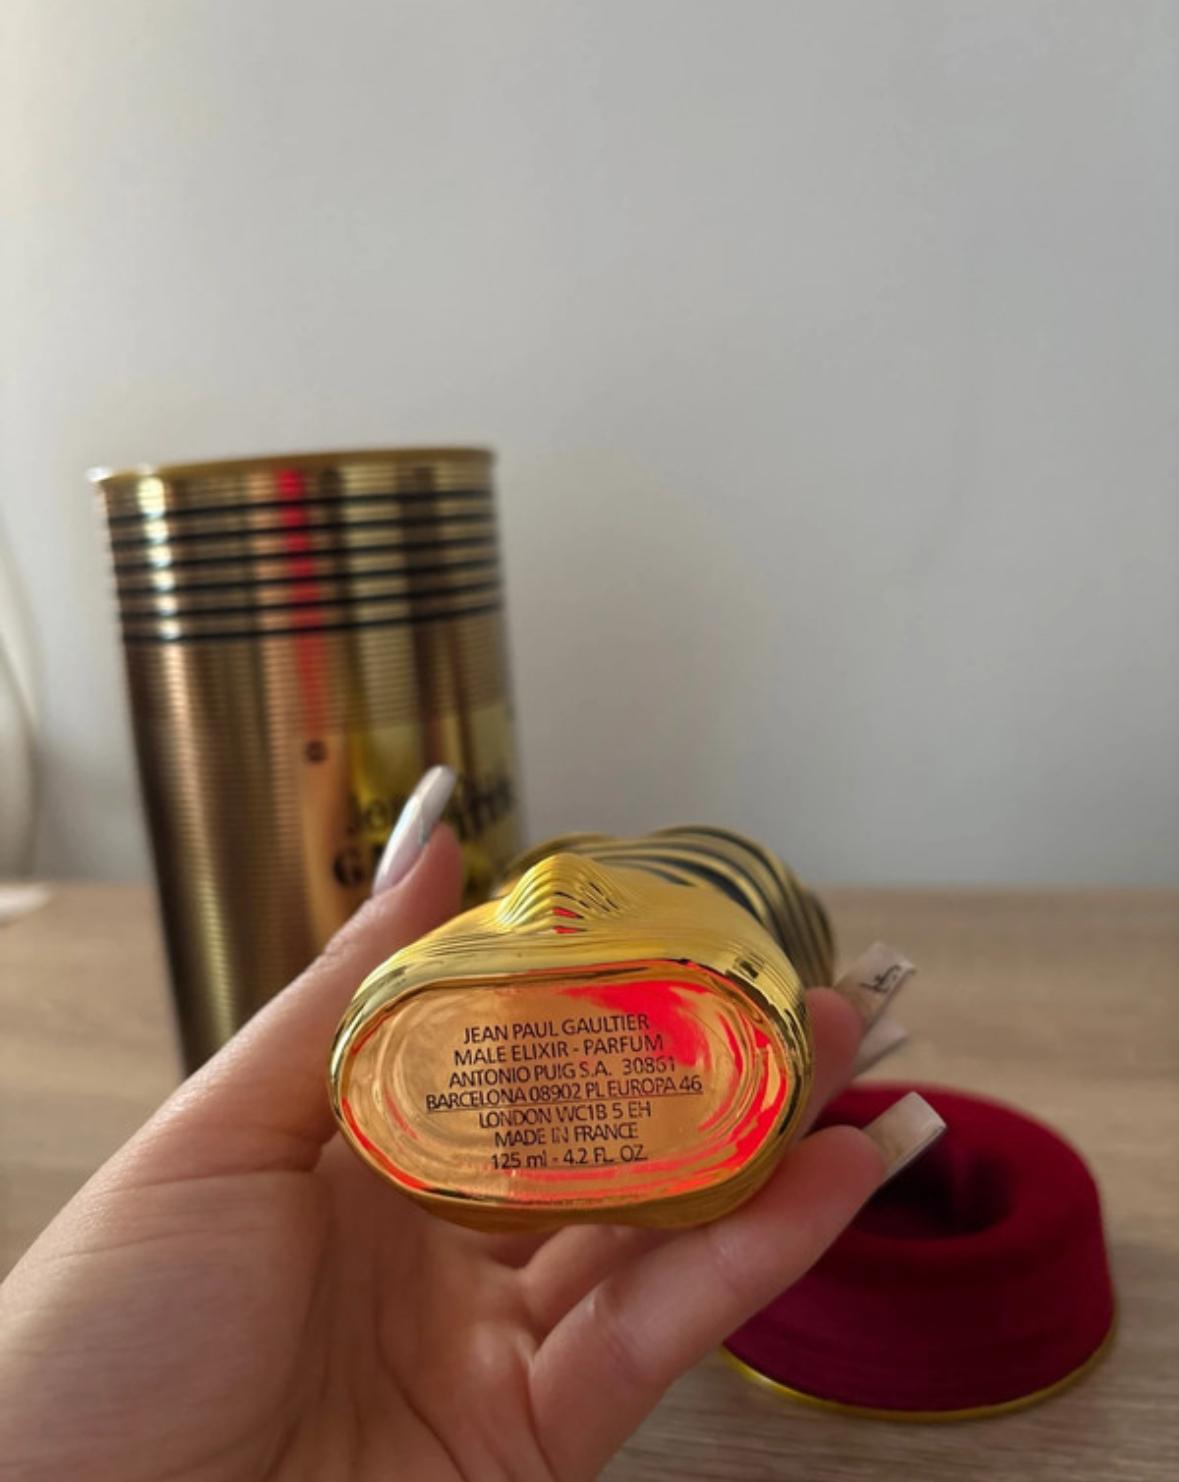 JEAN PAUL GAULTIER
MALE ELIXIR - PARFUM
ANTONIO PUIG S.A. 30861
BARCELONA 08902 PL EUROPA 46
LONDON WC1B 5 EH
MADE IN FRANCE
125 ml - 4.2 FL. OZ.